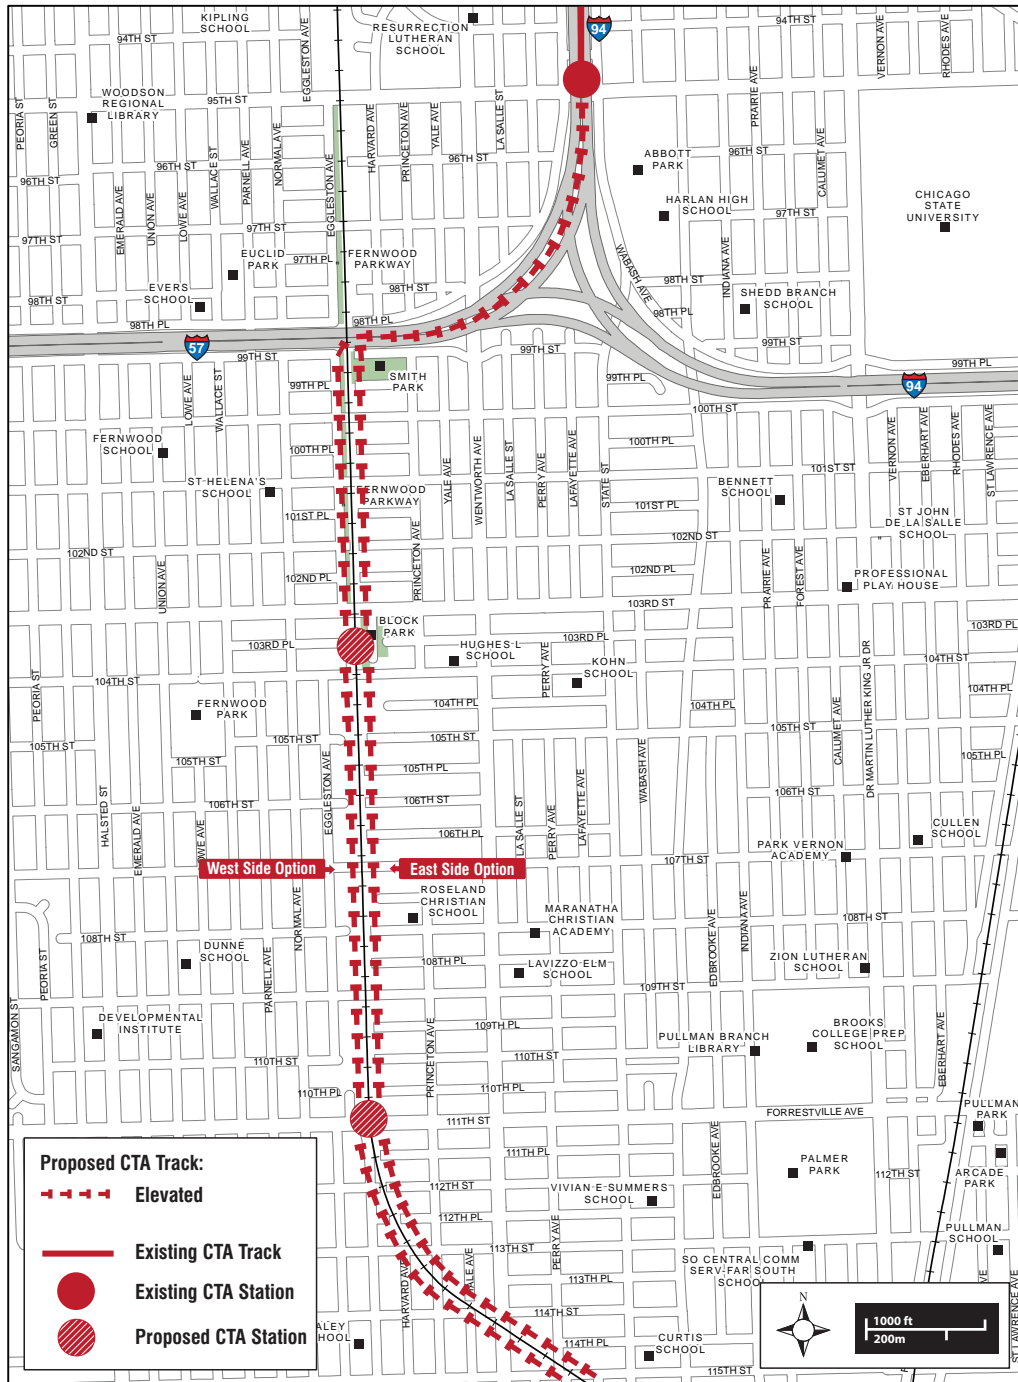 KIPLING
SCHOOL
RESURRECTION
LUTHERAN
SCHOOL
94
94TH ST
94TH ST
VERNON AVE
RHODES AVE
EGGLESTON AVE
WOODSON
REGIONAL
LIBRARY
95TH ST
PEORIA ST
GREEN ST
HARVARD AVE
PRINCETON AVE
YALE AVE
LA SALLE ST
PRAIRIE AVE
CALUMET AVE
96TH ST
96TH ST
96TH ST
96TH ST
ABBOTT
PARK
HARLAN HIGH
SCHOOL
CHICAGO
STATE
UNIVERSITY
EMERALD AVE
UNION AVE
LOWE AVE
WALLACE ST
PARNELL AVE
NORMAL AVE
EGGLESTON AVE
97TH ST
97TH ST
97TH ST
97TH PL
EUCLID
PARK
FERNWOOD
PARKWAY
WABASH AVE
INDIANA AVE
EVERS
SCHOOL
98TH ST
98TH ST
98TH ST
98TH ST
SHEDD BRANCH
SCHOOL
98TH PL
98TH PL
98TH PL
57
99TH ST
99TH ST
99TH ST
99TH PL
94
SMITH
PARK
99TH PL
99TH PL
LOWE AVE
WALLACE ST
100TH ST
FERNWOOD
SCHOOL
100TH PL
100TH PL
YALE AVE
WENTWORTH AVE
LA SALLE ST
PERRY AVE
LAFAYETTE AVE
STATE ST
VERNON AVE
EBERHART AVE
RHODES AVE
ST LAWRENCE AVE
101ST ST
ST HELENA'S
SCHOOL
FERNWOOD
PARKWAY
BENNETT
SCHOOL
101ST PL
101ST PL
ST JOHN
DE LA SALLE
SCHOOL
102ND ST
102ND ST
UNION AVE
PRINCETON AVE
PRAIRIE AVE
FOREST AVE
102ND PL
102ND PL
PROFESSIONAL
PLAY HOUSE
103RD ST
BLOCK
PARK
103RD PL
103RD PL
HUGHES L
SCHOOL
KOHN
SCHOOL
PERRY AVE
104TH ST
104TH ST
PEORIA ST
FERNWOOD
PARK
104TH PL
104TH PL
104TH PL
DR MARTIN LUTHER KING JR DR
CALUMET AVE
105TH ST
105TH ST
105TH ST
105TH ST
105TH ST
105TH PL
105TH PL
EGGLESTON AVE
WABASH AVE
HALSTED ST
EMERALD AVE
106TH ST
106TH ST
106TH ST
LA SALLE ST
PERRY AVE
LAFAYETTE AVE
106TH PL
CULLEN
SCHOOL
PARK VERNON
ACADEMY
107TH ST
West Side Option
East Side Option
ROSELAND
CHRISTIAN
SCHOOL
MARANATHA
CHRISTIAN
ACADEMY
NORMAL AVE
EDBROOKE AVE
INDIANA AVE
108TH ST
108TH ST
DUNNE
SCHOOL
PEORIA ST
PARNELL AVE
108TH PL
LAVIZZO-ELM
SCHOOL
ZION LUTHERAN
SCHOOL
109TH ST
SANGAMON ST
DEVELOPMENTAL
INSTITUTE
109TH PL
PULLMAN BRANCH
LIBRARY
BROOKS
COLLEGE PREP
SCHOOL
EBERHART AVE
PRINCETON AVE
110TH ST
110TH ST
110TH PL
110TH PL
FORRESTVILLE AVE
PULLMAN
PARK
111TH ST
111TH PL
EDBROOKE AVE
PALMER
PARK
112TH ST
ARCADE
PARK
112TH ST
VIVIAN E SUMMERS
SCHOOL
112TH PL
PERRY AVE
PULLMAN
SCHOOL
113TH ST
SO CENTRAL COMM
SERV-FAR SOUTH
SCHOOL
HARVARD AVE
113TH PL
114TH ST
114TH PL
CURTIS
SCHOOL
115TH ST
ST LAWRENCE AVE
Proposed CTA Track:
Elevated
Existing CTA Track
Existing CTA Station
Proposed CTA Station
N
1000 ft
200m